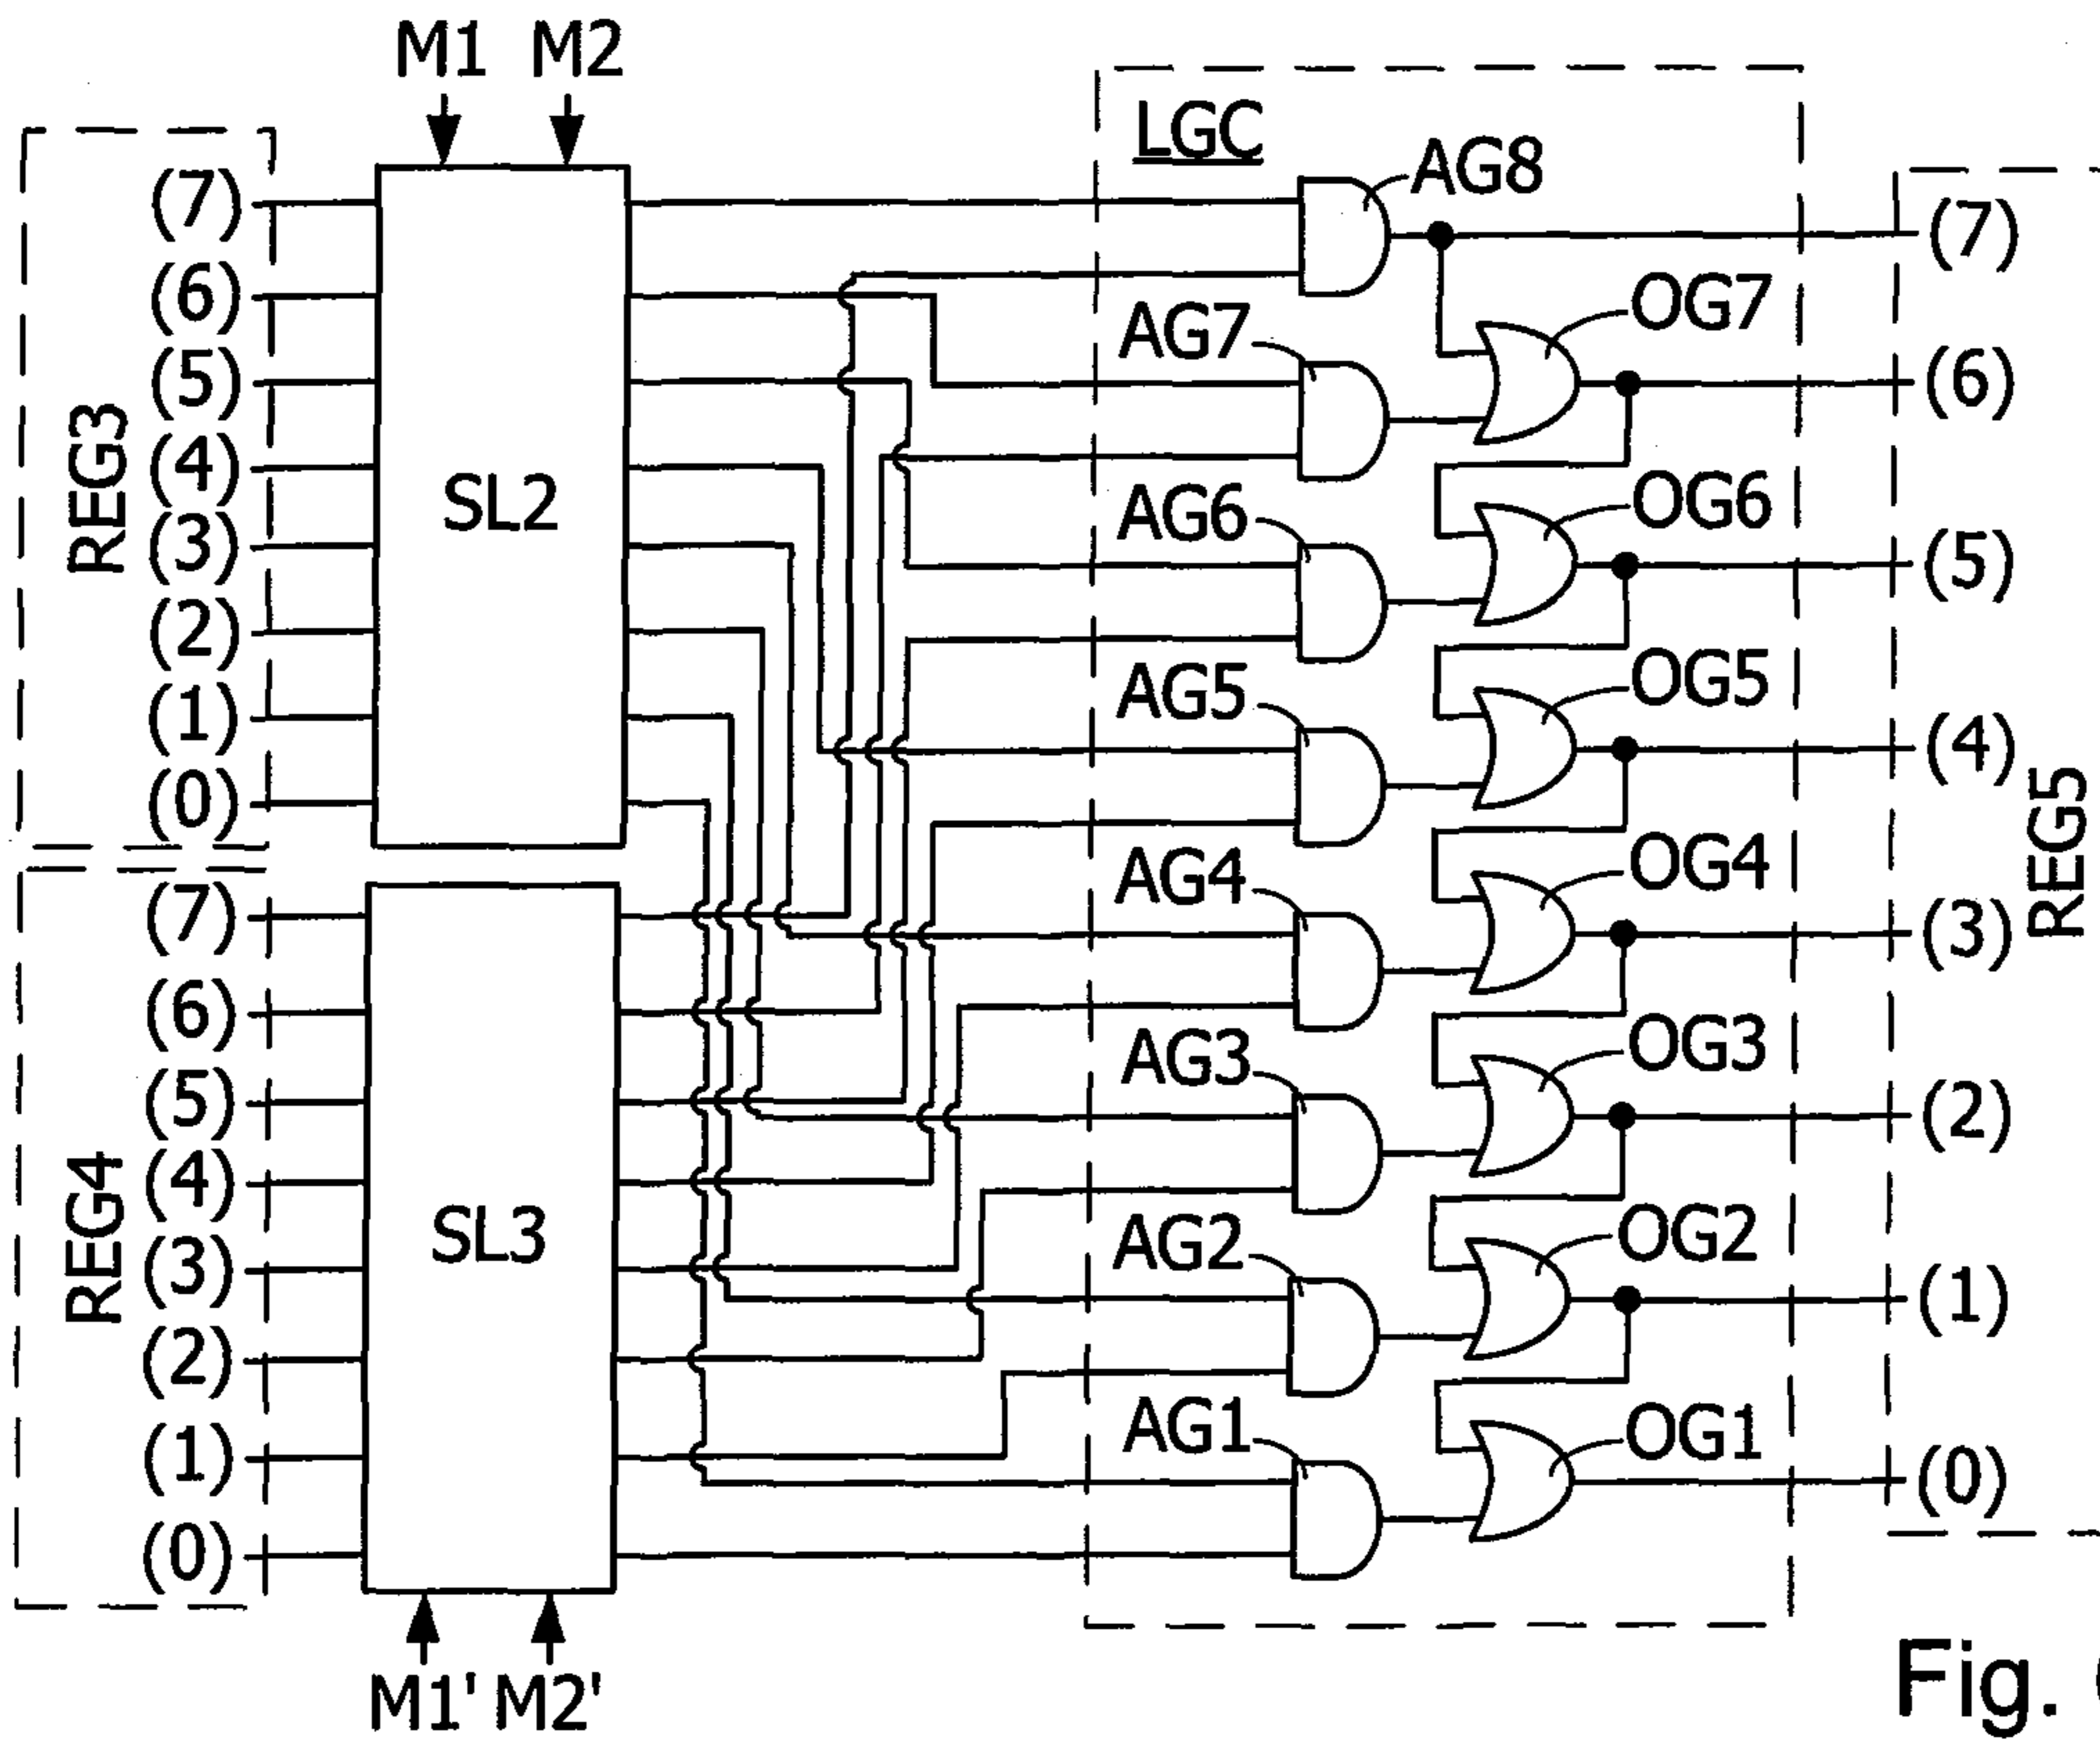 M1 M2
LGC
AG8
(7)
(6)
(5)
(4)
(3)
(2)
(1)
(0)
REG3
SL2
AG7
AG6
AG5
AG4
AG3
AG2
AG1
OG7
OG6
OG5
OG4
OG3
OG2
OG1
(7)
(6)
(5)
(4)
(3)
(2)
(1)
(0)
REG5
(7)
(6)
(5)
(4)
(3)
(2)
(1)
(0)
REG4
SL3
M1' M2'
Fig.